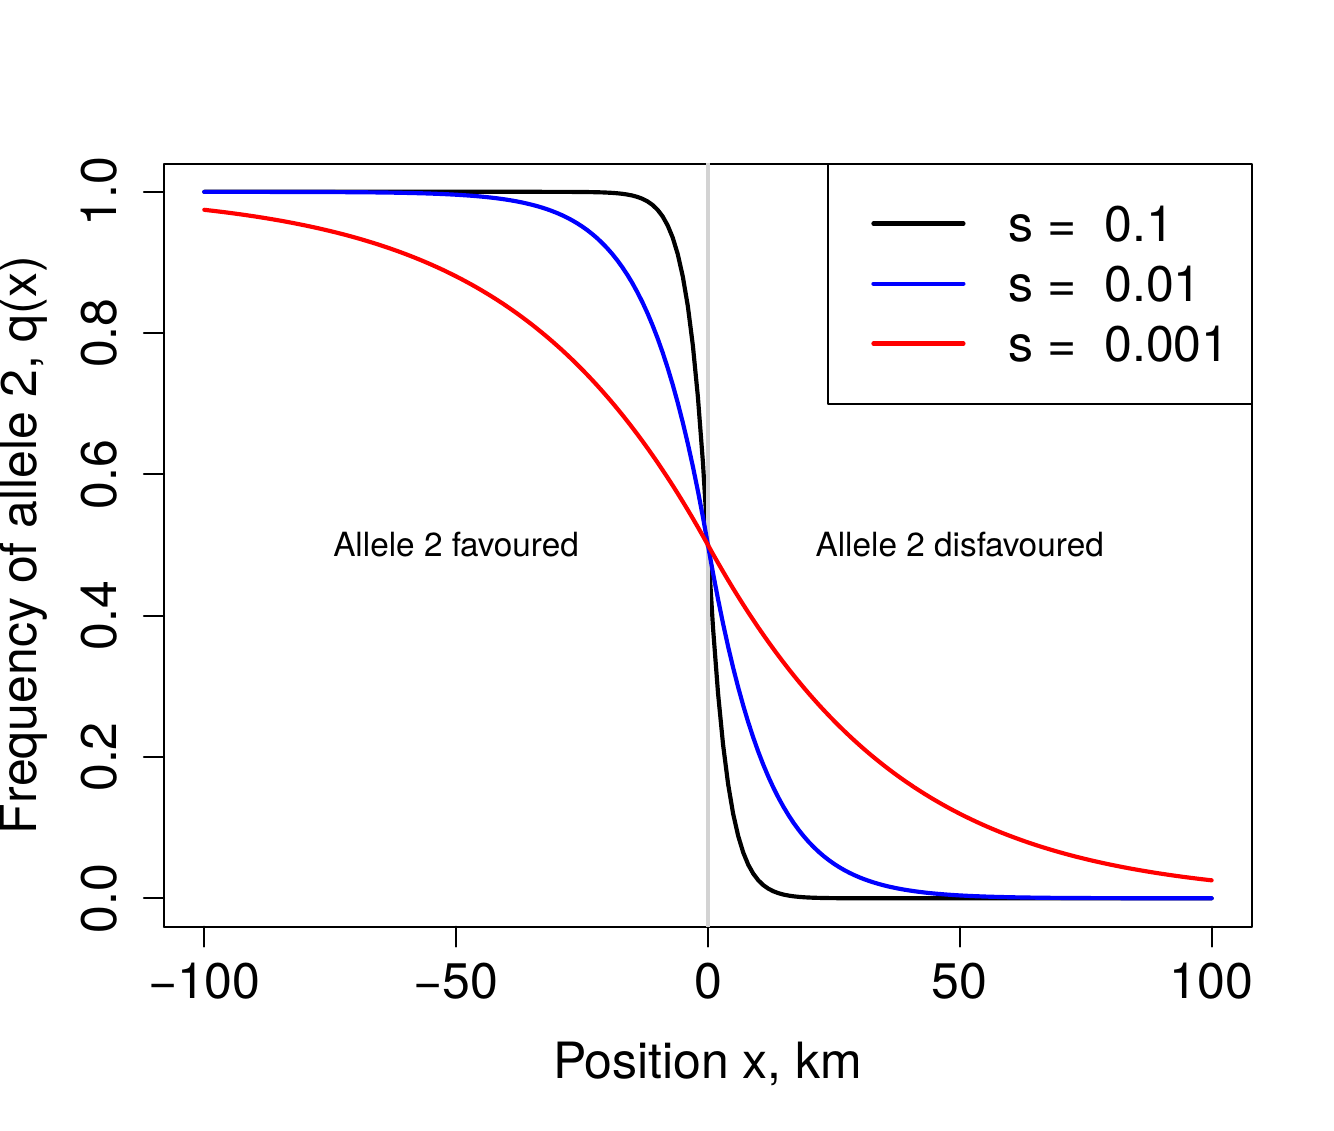 Frequency of allele 2, q(x)
1.0
0.8
0.6
0.4
0.2
0.0
s = 0.1
s = 0.01
s = 0.001
Allele 2 favoured
Allele 2 disfavoured
−100
−50
0
50
100
Position x, km